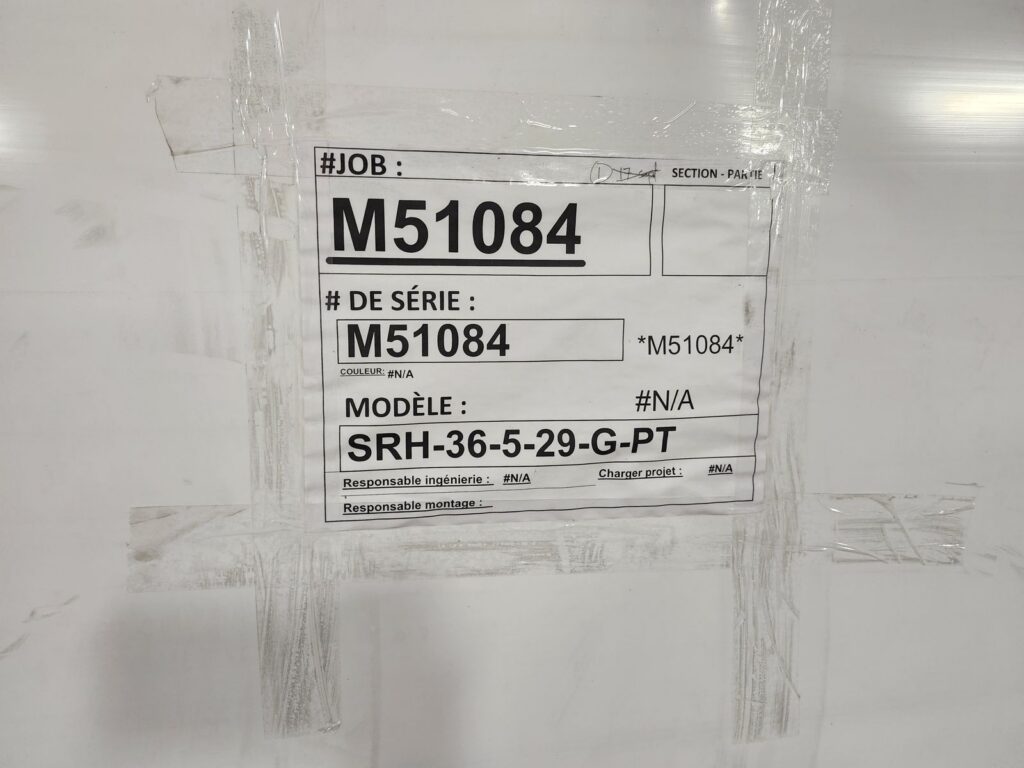 #JOB :
SECTION - PARTIE
M51084
# DE SÉRIE :
M51084
*M51084*
COULEUR: #N/A
MODÈLE :
#N/A
SRH-36-5-29-G-PT
Responsable ingénierie : #N/A
Charger projet : #N/A
Responsable montage :